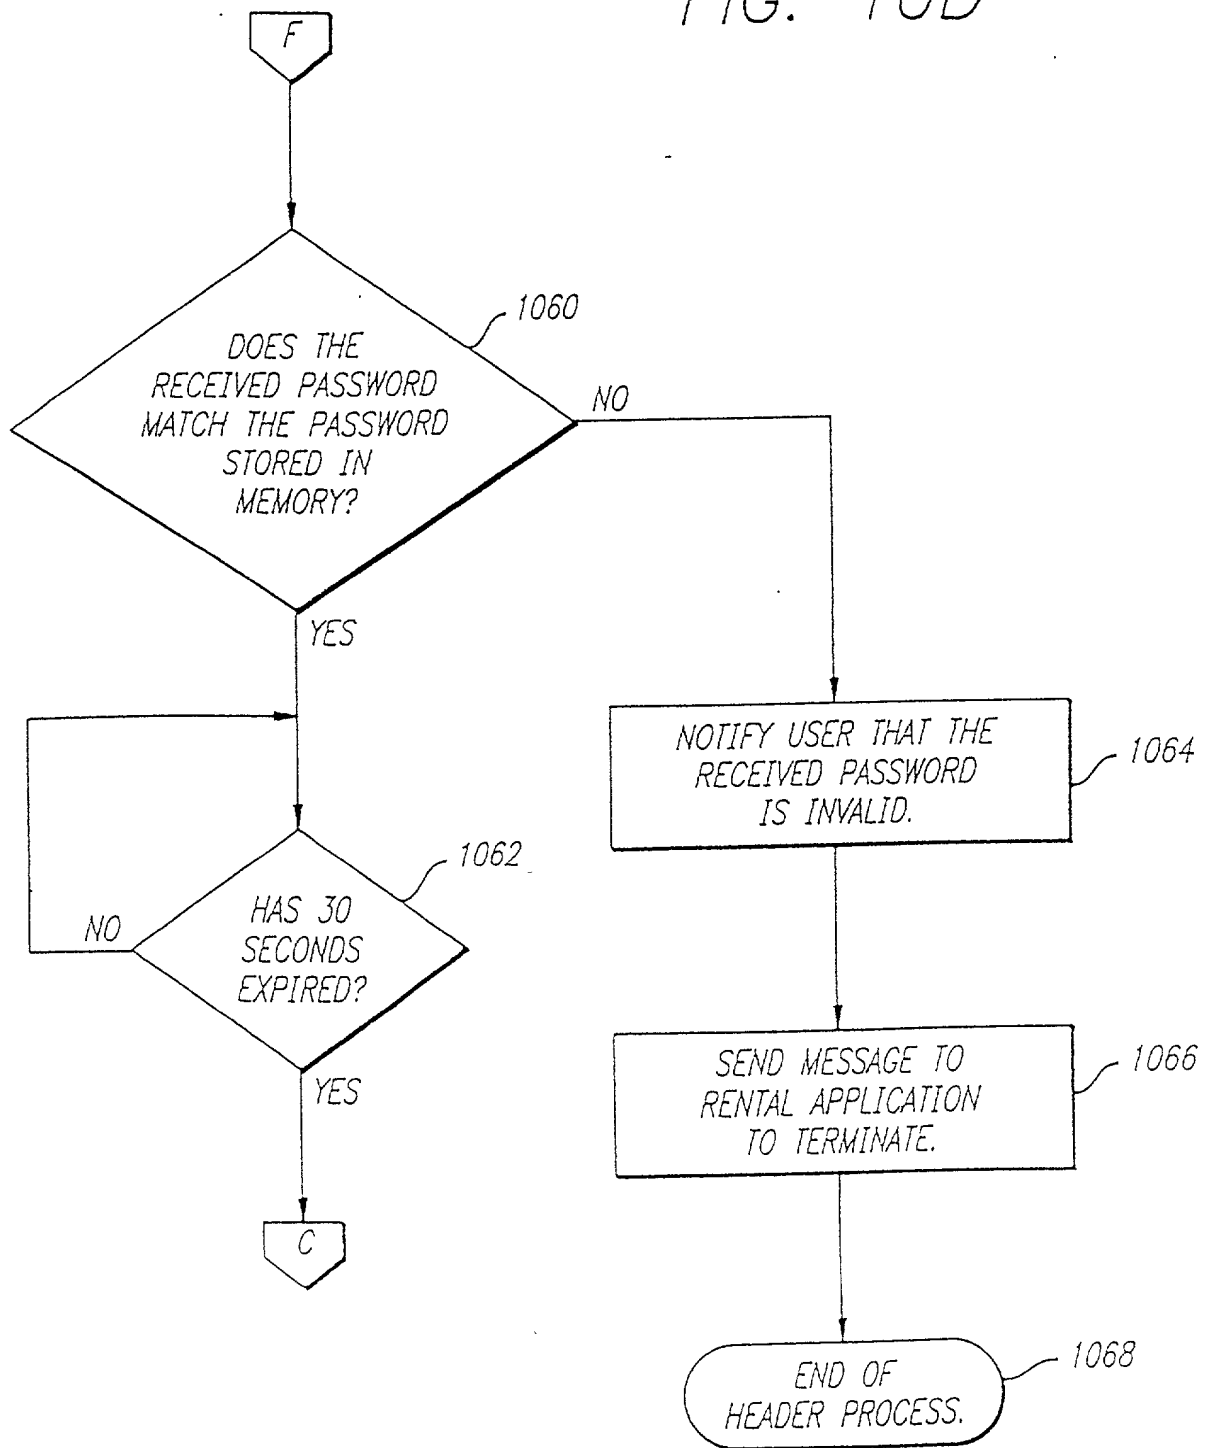 FIG. 10D
F
1060
DOES THE
RECEIVED PASSWORD
MATCH THE PASSWORD
STORED IN
MEMORY?
NO
YES
NOTIFY USER THAT THE
RECEIVED PASSWORD
IS INVALID.
1064
1062
HAS 30
SECONDS
EXPIRED?
NO
YES
SEND MESSAGE TO
RENTAL APPLICATION
TO TERMINATE.
1066
C
END OF
HEADER PROCESS.
1068